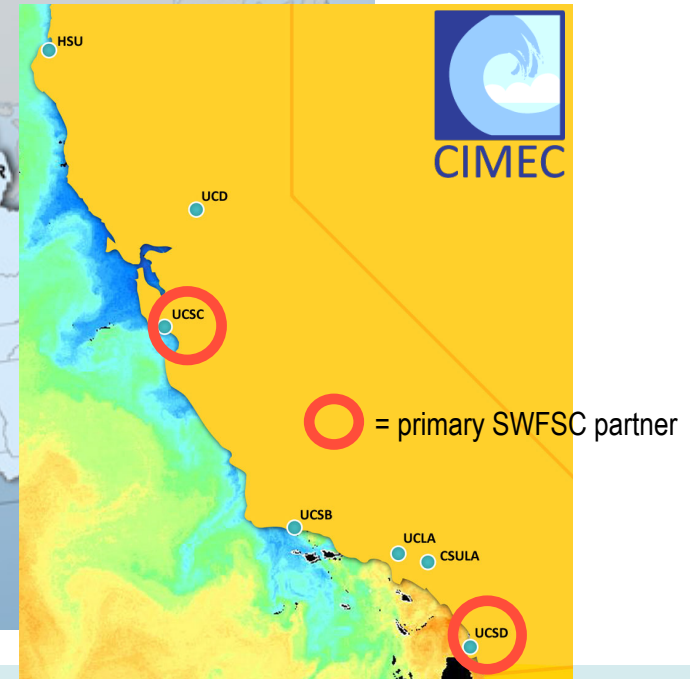 HSU
CIMEC
R
UCD
UCSC
= primary SWFSC partner
UCSB
UCLA
CSULA
UCSD